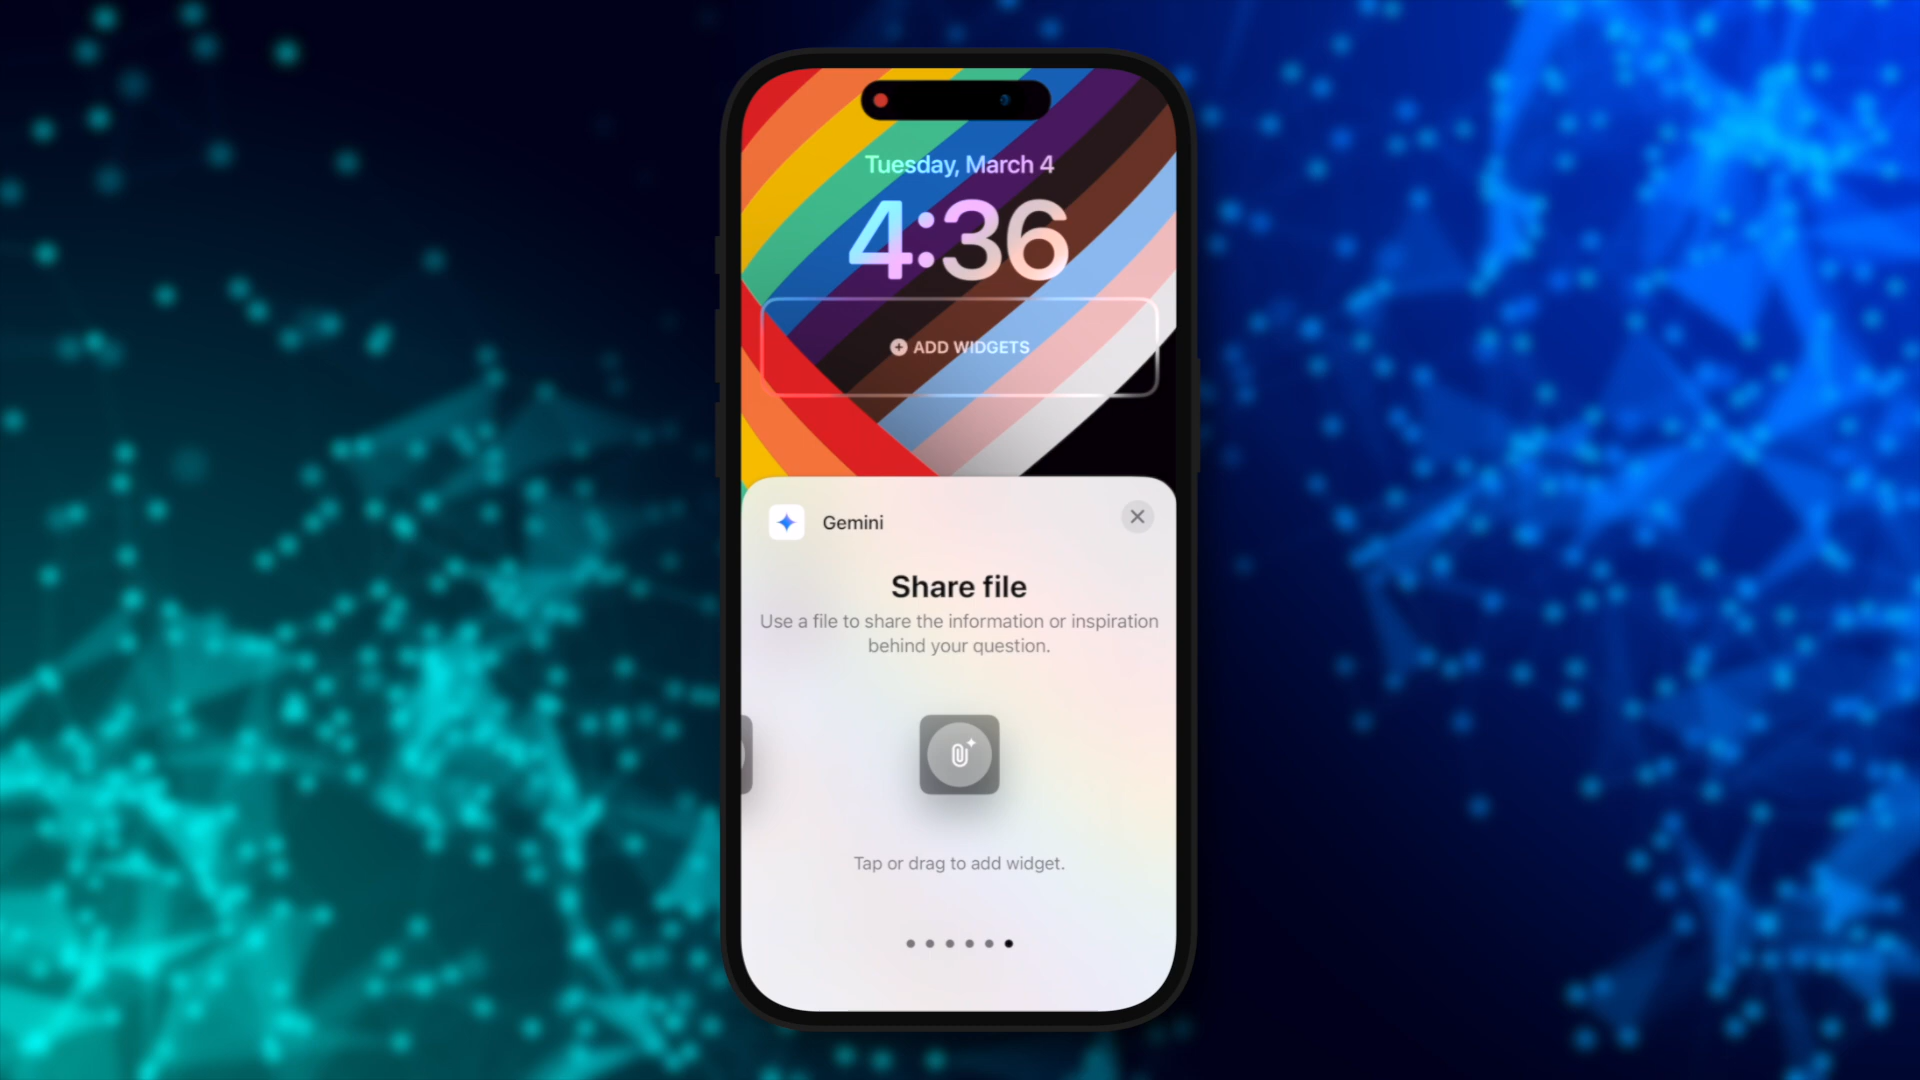 Tuesday, March 4
4:36
ADD WIDGETS
Gemini
Share file
Use a file to share the information or inspiration
behind your question.
Tap or drag to add widget.